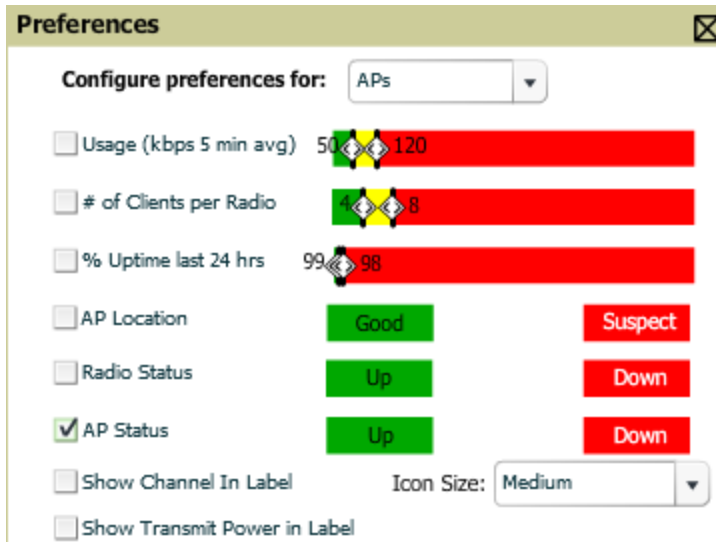 Preferences
Configure preferences for: APs
Usage (kbps 5 min avg) 50 120
# of Clients per Radio 4 8
% Uptime last 24 hrs 99 98
AP Location Good Suspect
Radio Status Up Down
AP Status Up Down
Show Channel In Label Icon Size: Medium
Show Transmit Power in Label